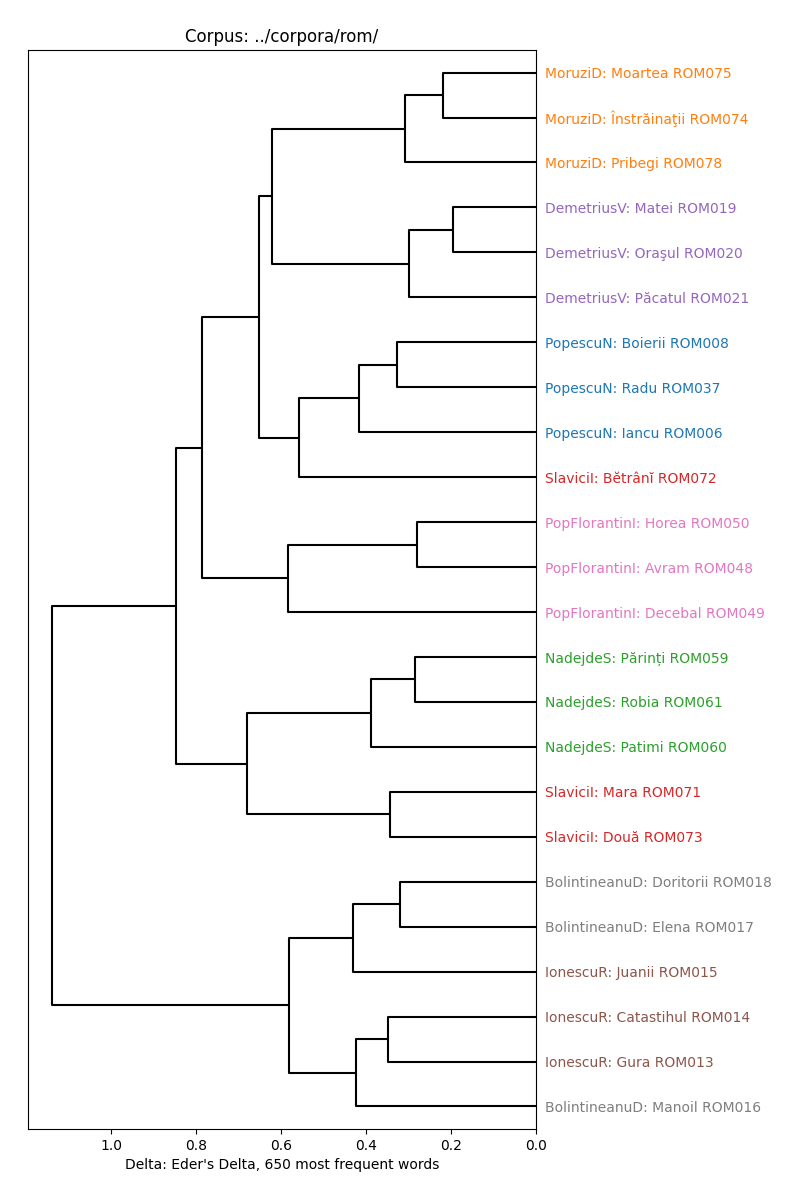 Corpus: ../corpora/rom/
MoruziD: Moartea ROM075
MoruziD: Înstrăinaţii ROM074
MoruziD: Pribegi ROM078
DemetriusV: Matei ROM019
DemetriusV: Oraşul ROM020
DemetriusV: Păcatul ROM021
PopescuN: Boierii ROM008
PopescuN: Radu ROM037
PopescuN: Iancu ROM006
SlaviciI: Bĕtrânĭ ROM072
PopFlorantinI: Horea ROM050
PopFlorantinI: Avram ROM048
PopFlorantinI: Decebal ROM049
NadejdeS: Părinți ROM059
NadejdeS: Robia ROM061
NadejdeS: Patimi ROM060
SlaviciI: Mara ROM071
SlaviciI: Două ROM073
BolintineanuD: Doritorii ROM018
BolintineanuD: Elena ROM017
IonescuR: Juanii ROM015
IonescuR: Catastihul ROM014
IonescuR: Gura ROM013
BolintineanuD: Manoil ROM016
1.0 0.8 0.6 0.4 0.2 0.0
Delta: Eder's Delta, 650 most frequent words